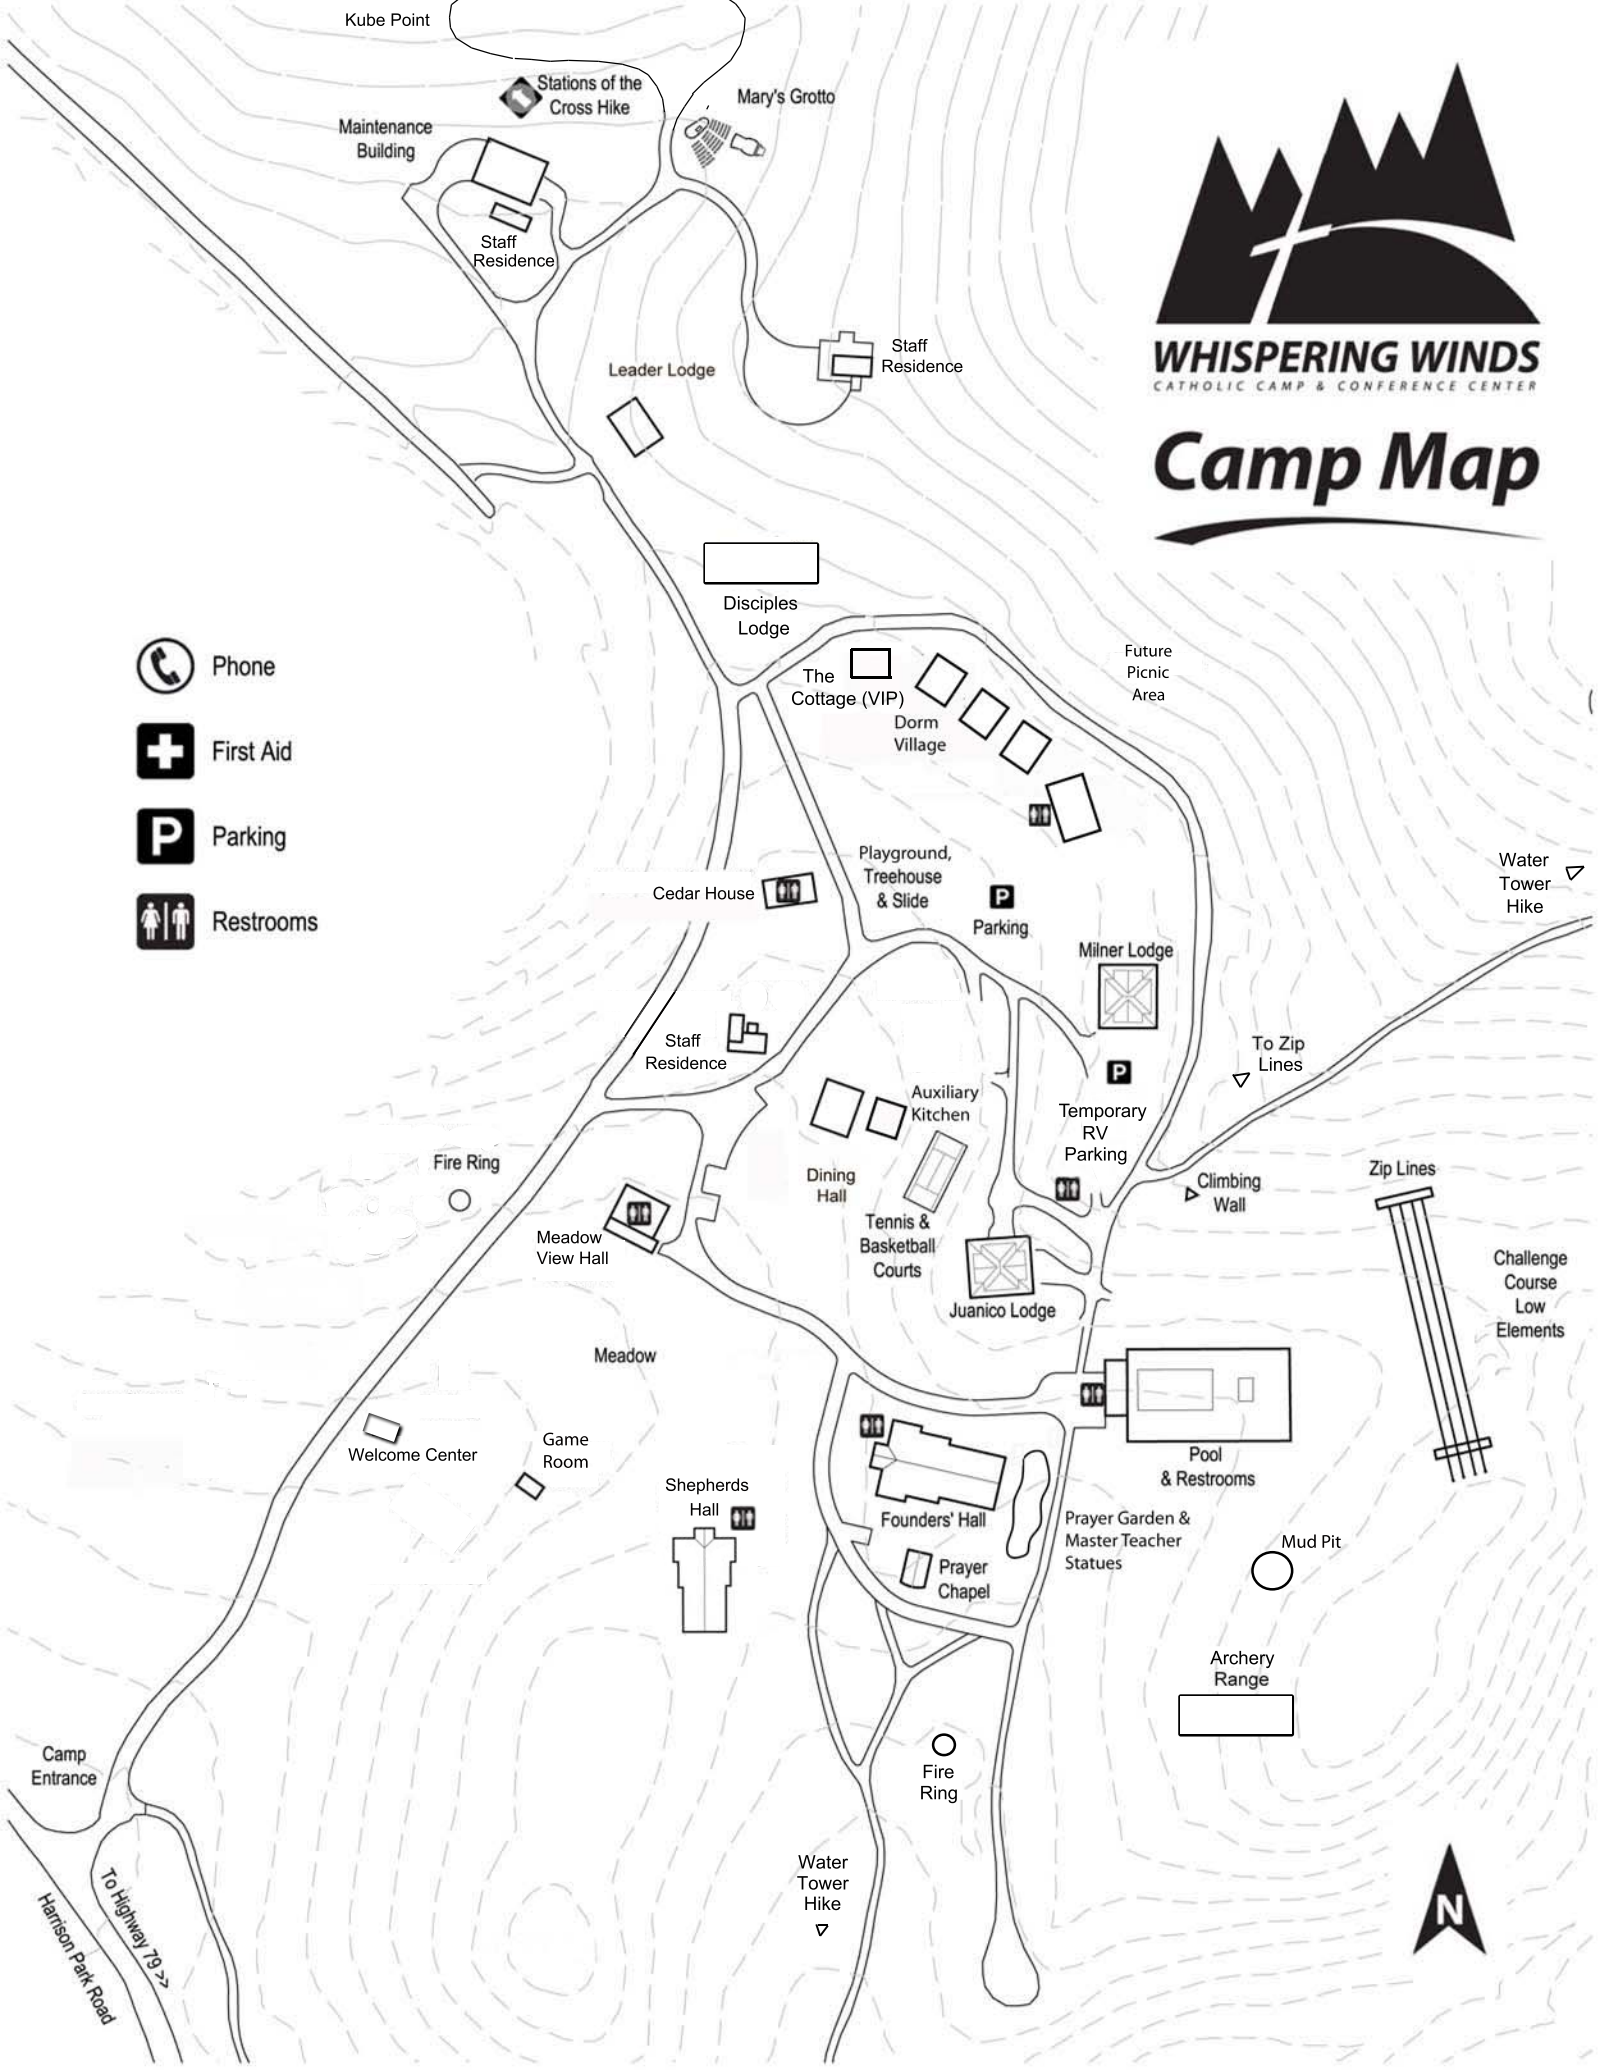 Kube Point
Stations of the
Cross Hike
Mary's Grotto
Maintenance
Building
Staff
Residence
Staff
Residence
Leader Lodge
WHISPERING WINDS
CATHOLIC CAMP & CONFERENCE CENTER
Camp Map
Disciples
Lodge
Phone
First Aid
P
Parking
Restrooms
The
Cottage (VIP)
Dorm
Village
Future
Picnic
Area
Cedar House
Playground,
Treehouse
& Slide
P
Parking
Milner Lodge
Water
Tower
Hike
Staff
Residence
To Zip
Lines
P
Temporary
RV
Parking
Auxiliary
Kitchen
Dining
Hall
Fire Ring
Climbing
Wall
Zip Lines
Meadow
View Hall
Tennis &
Basketball
Courts
Juanico Lodge
Challenge
Course
Low
Elements
Meadow
Welcome Center
Game
Room
Pool
& Restrooms
Shepherds
Hall
Founders' Hall
Prayer Garden &
Master Teacher
Statues
Mud Pit
Prayer
Chapel
Archery
Range
Camp
Entrance
Fire
Ring
Water
Tower
Hike
To Highway 79 >>
Harrison Park Road
N